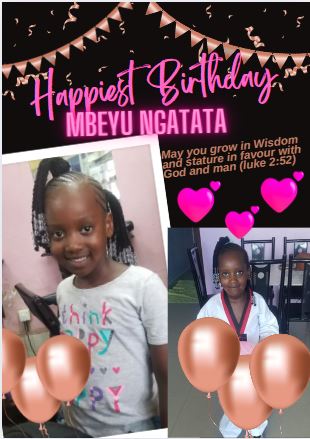 Happiest Birthday
MBEYU NGATATA
May you grow in Wisdom
and stature in favour with
God and man (luke 2:52)
think